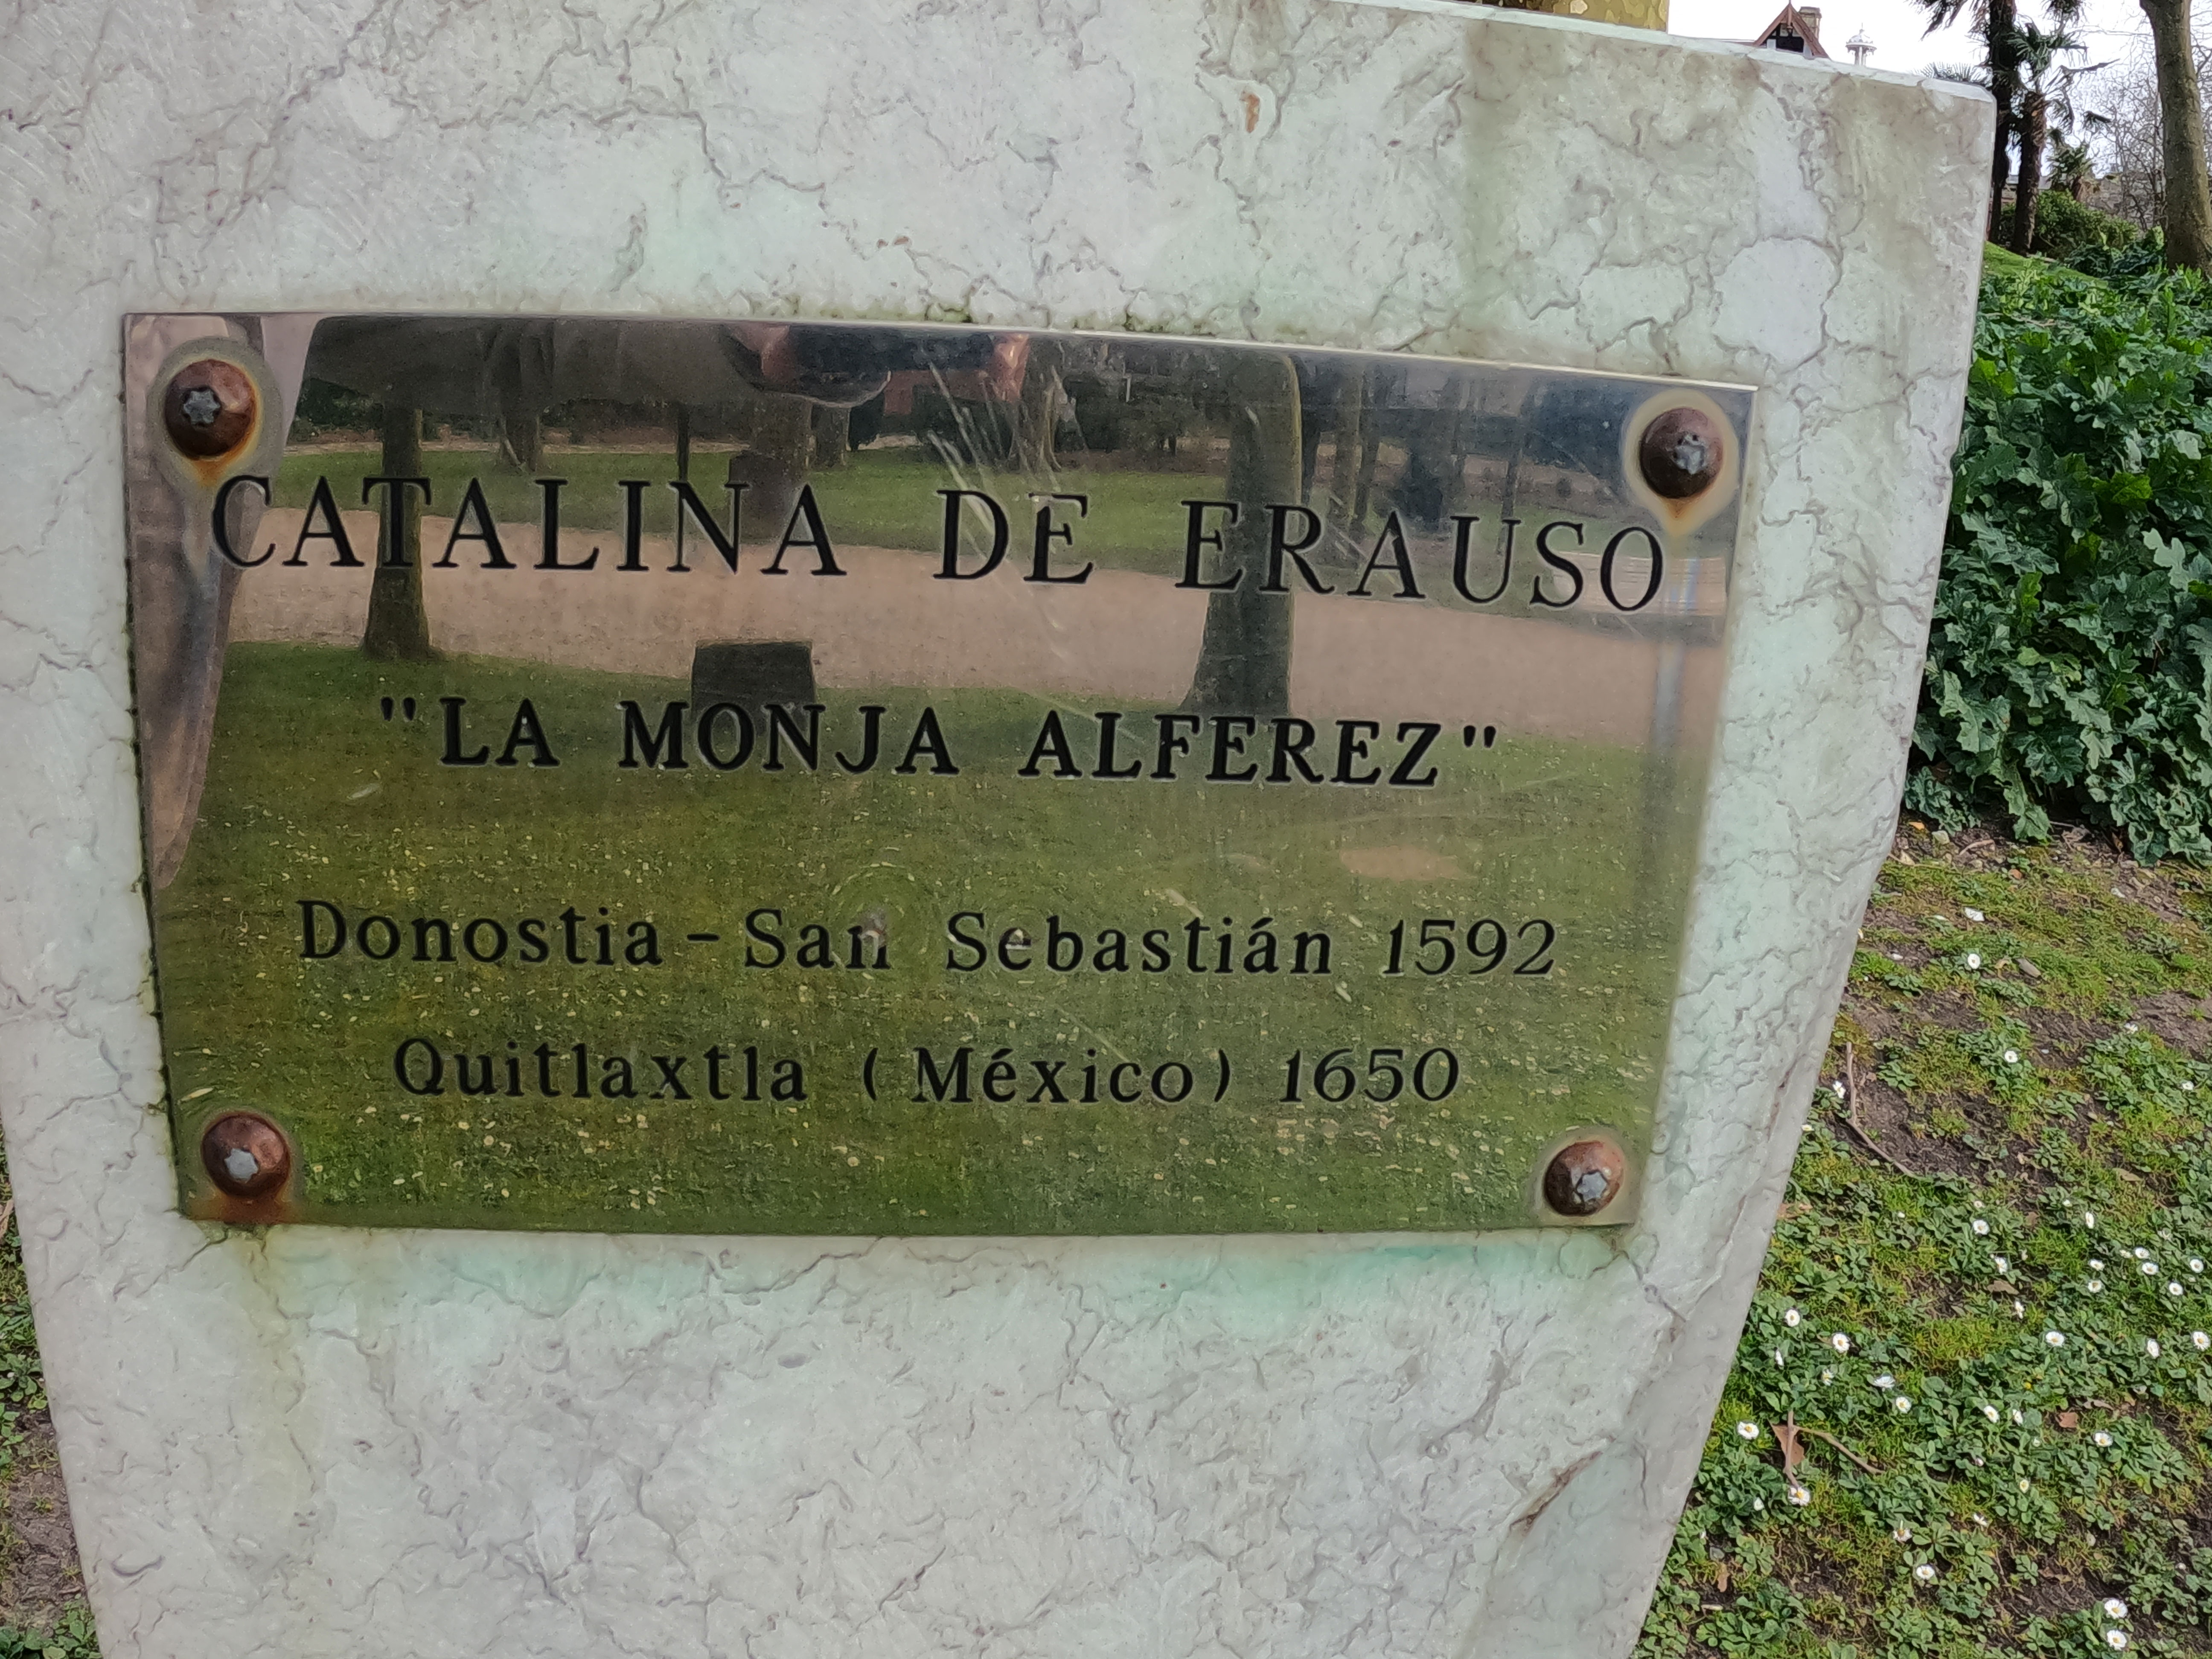 CATALINA DE ERAUSO
"LA MONJA ALFEREZ"
Donostia - San Sebastián 1592
Quitlaxtla (México) 1650